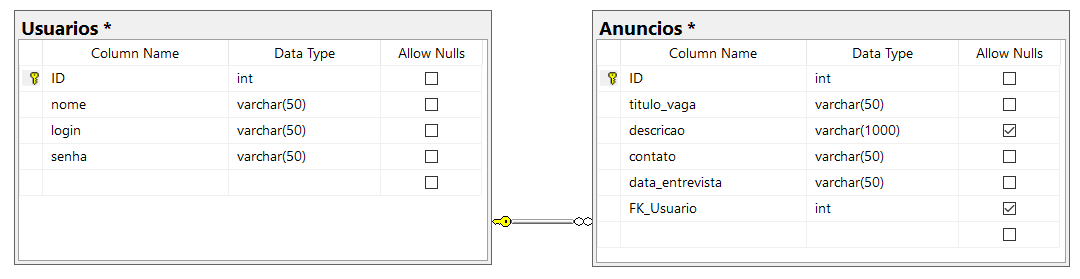 Usuarios *
Column Name Data Type Allow Nulls
ID int
nome varchar(50)
login varchar(50)
senha varchar(50)
Anuncios *
Column Name Data Type Allow Nulls
ID int
titulo_vaga varchar(50)
descricao varchar(1000)
contato varchar(50)
data_entrevista varchar(50)
FK_Usuario int